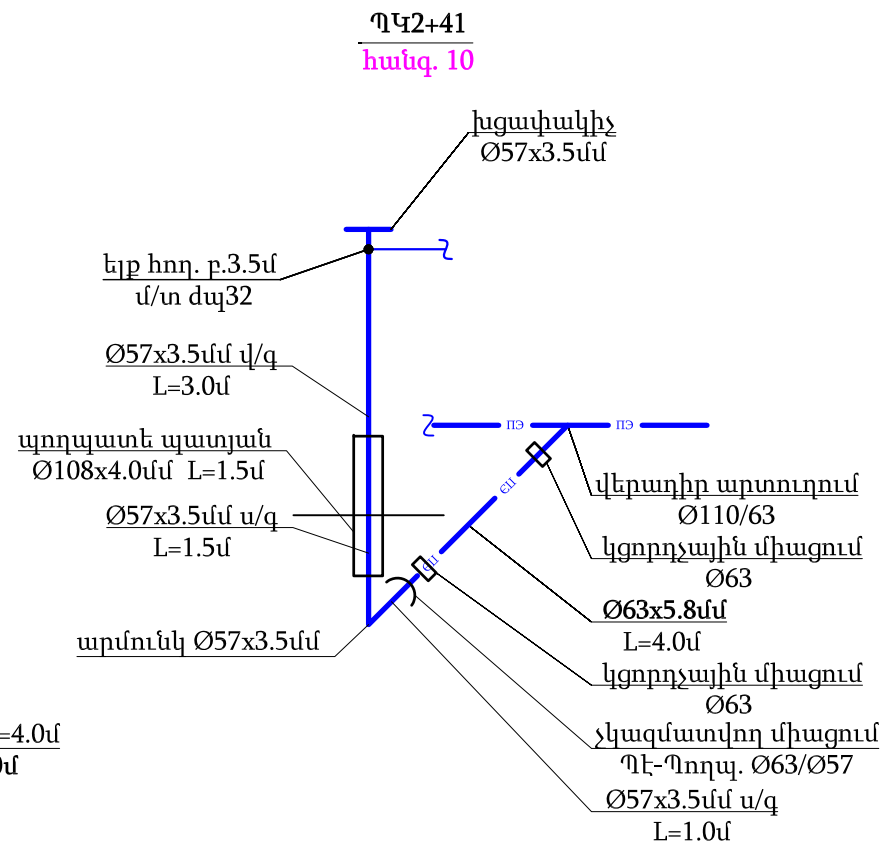 ՊԿ2+41
հանգ. 10
խցափակիչ
Ø57x3.5մմ
ելք հող. բ.3.5մ
մ/տ ժպ32
Ø57x3.5մմ վ/գ
L=3.0մ
պողպատե պատյան
Ø108x4.0մմ L=1.5մ
Ø57x3.5մմ ս/գ
L=1.5մ
արմունկ Ø57x3.5մմ
ПЭ
ПЭ
ПЭ
ПЭ
վերադիր արտուղում
Ø110/63
կցորդչային միացում
Ø63
Ø63x5.8մմ
L=4.0մ
կցորդչային միացում
Ø63
չկազմատվող միացում
Պէ-Պողպ. Ø63/Ø57
Ø57x3.5մմ ս/գ
L=1.0մ
=4.0մ